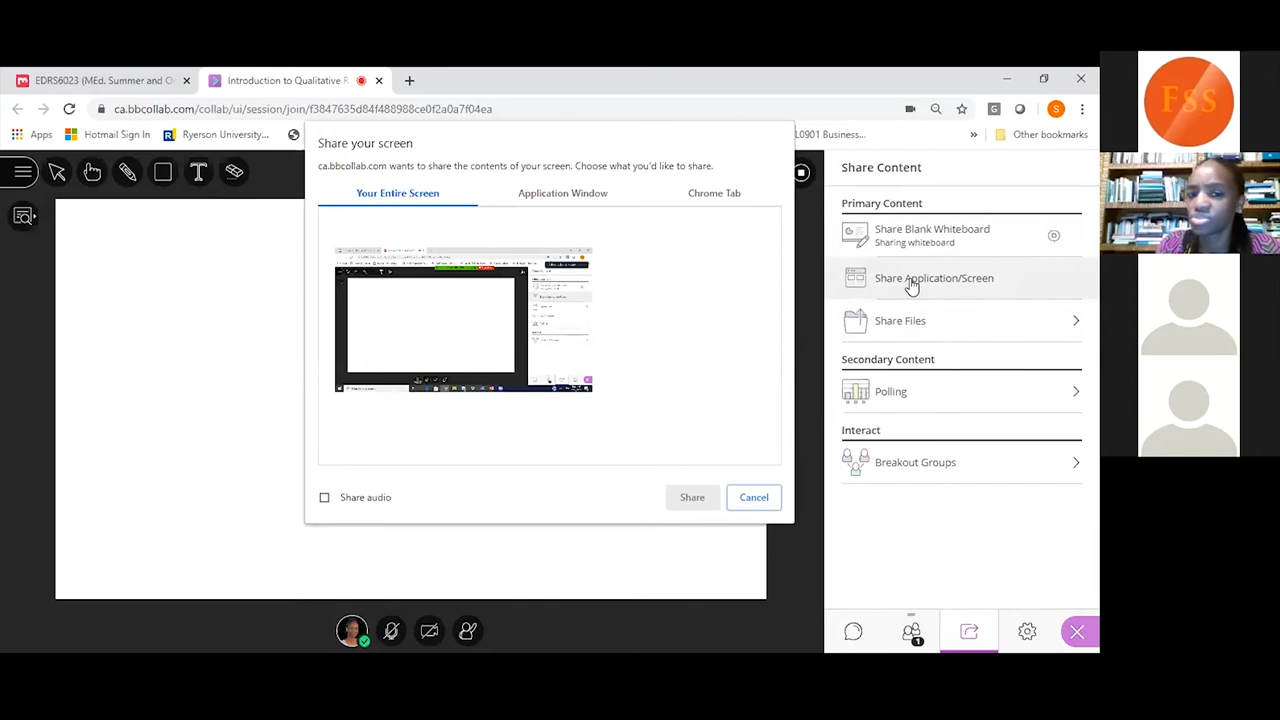 EDRS6023 (MEd. Summer and O
Introduction to Qualitative R
ca.bbcollab.com/collab/ui/session/join/f3847635d84f488988ce0f2a0a7f04ea
Apps
Hotmail Sign In
Ryerson University...
L0901 Business...
»
Other bookmarks
S
G
FSS
Share your screen
ca.bbcollab.com wants to share the contents of your screen. Choose what you'd like to share.
Your Entire Screen
Application Window
Chrome Tab
Share audio
Share
Cancel
Share Content
Primary Content
Share Blank Whiteboard
Sharing whiteboard
Share Application/Screen
Share Files
Secondary Content
Polling
Interact
Breakout Groups
1